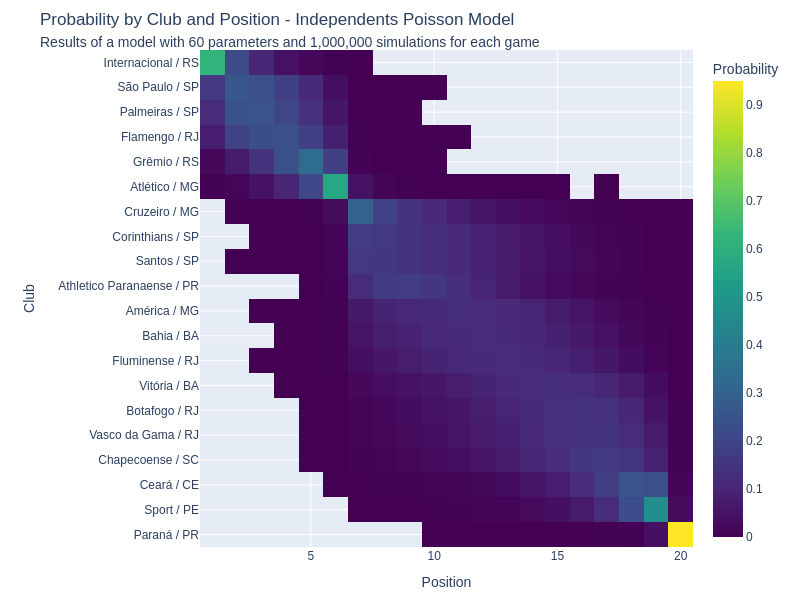 Probability by Club and Position - Independents Poisson Model
Results of a model with 60 parameters and 1,000,000 simulations for each game
Probability
Club
Internacional / RS
São Paulo / SP
Palmeiras / SP
Flamengo / RJ
Grêmio / RS
Atlético / MG
Cruzeiro / MG
Corinthians / SP
Santos / SP
Athletico Paranaense / PR
América / MG
Bahia / BA
Fluminense / RJ
Vitória / BA
Botafogo / RJ
Vasco da Gama / RJ
Chapecoense / SC
Ceará / CE
Sport / PE
Paraná / PR
0.9
0.8
0.7
0.6
0.5
0.4
0.3
0.2
0.1
0
5
10
15
20
Position